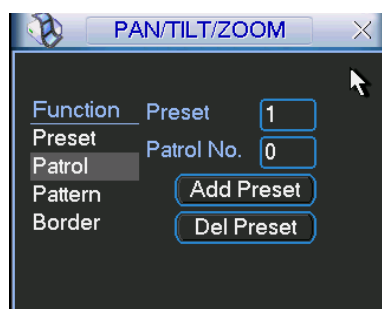 PAN/TILT/ZOOM
Function
Preset
Patrol
Pattern
Border
Preset 1
Patrol No. 0
Add Preset
Del Preset